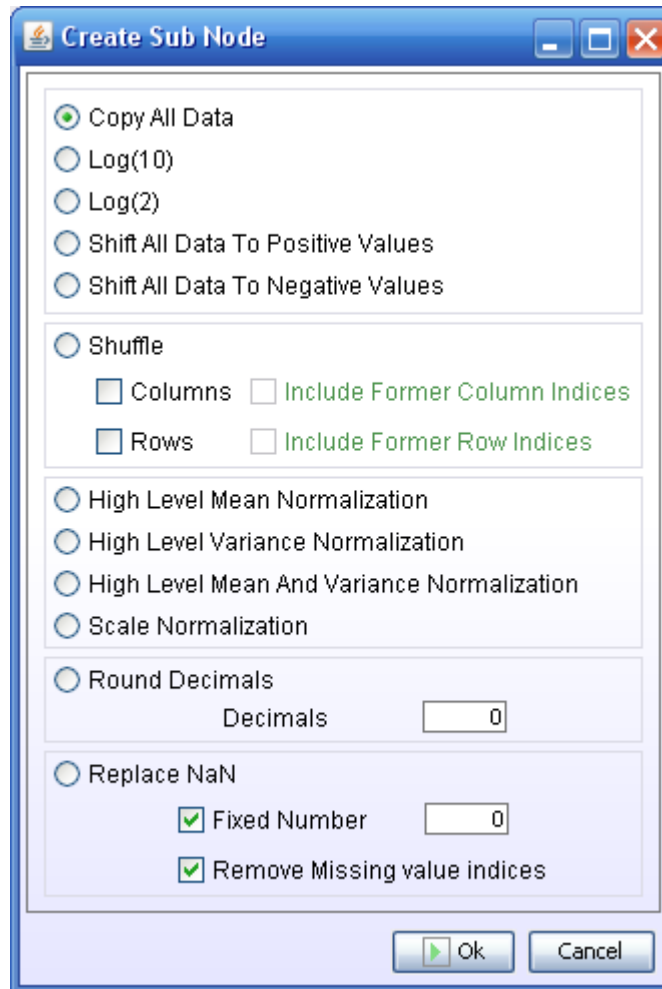 Create Sub Node
Copy All Data
Log(10)
Log(2)
Shift All Data To Positive Values
Shift All Data To Negative Values
Shuffle
Columns Include Former Column Indices
Rows Include Former Row Indices
High Level Mean Normalization
High Level Variance Normalization
High Level Mean And Variance Normalization
Scale Normalization
Round Decimals
Decimals 0
Replace NaN
Fixed Number 0
Remove Missing value indices
Ok Cancel